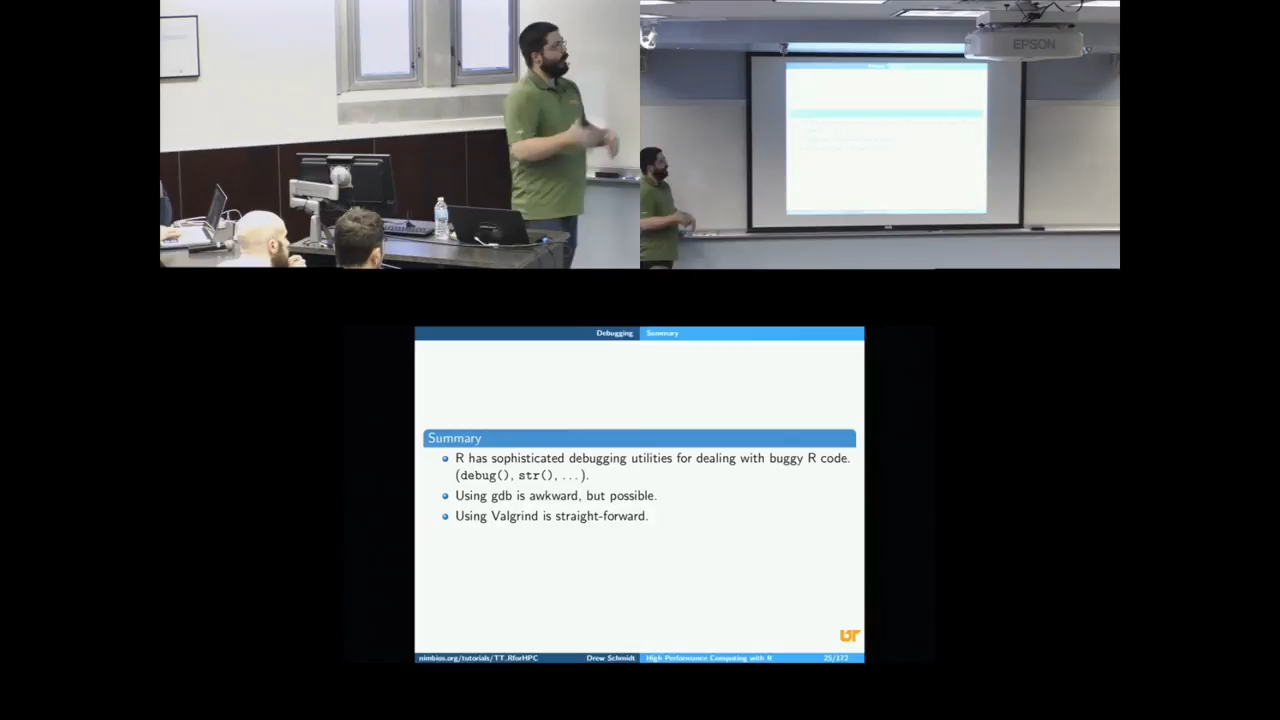 EPSON
Debugging Summary
Summary
R has sophisticated debugging utilities for dealing with buggy R code.
(debug(), str(), ...).
Using gdb is awkward, but possible.
Using Valgrind is straight-forward.
UT
nimbios.org/tutorials/TT_RforHPC Drew Schmidt High Performance Computing with R 25/172